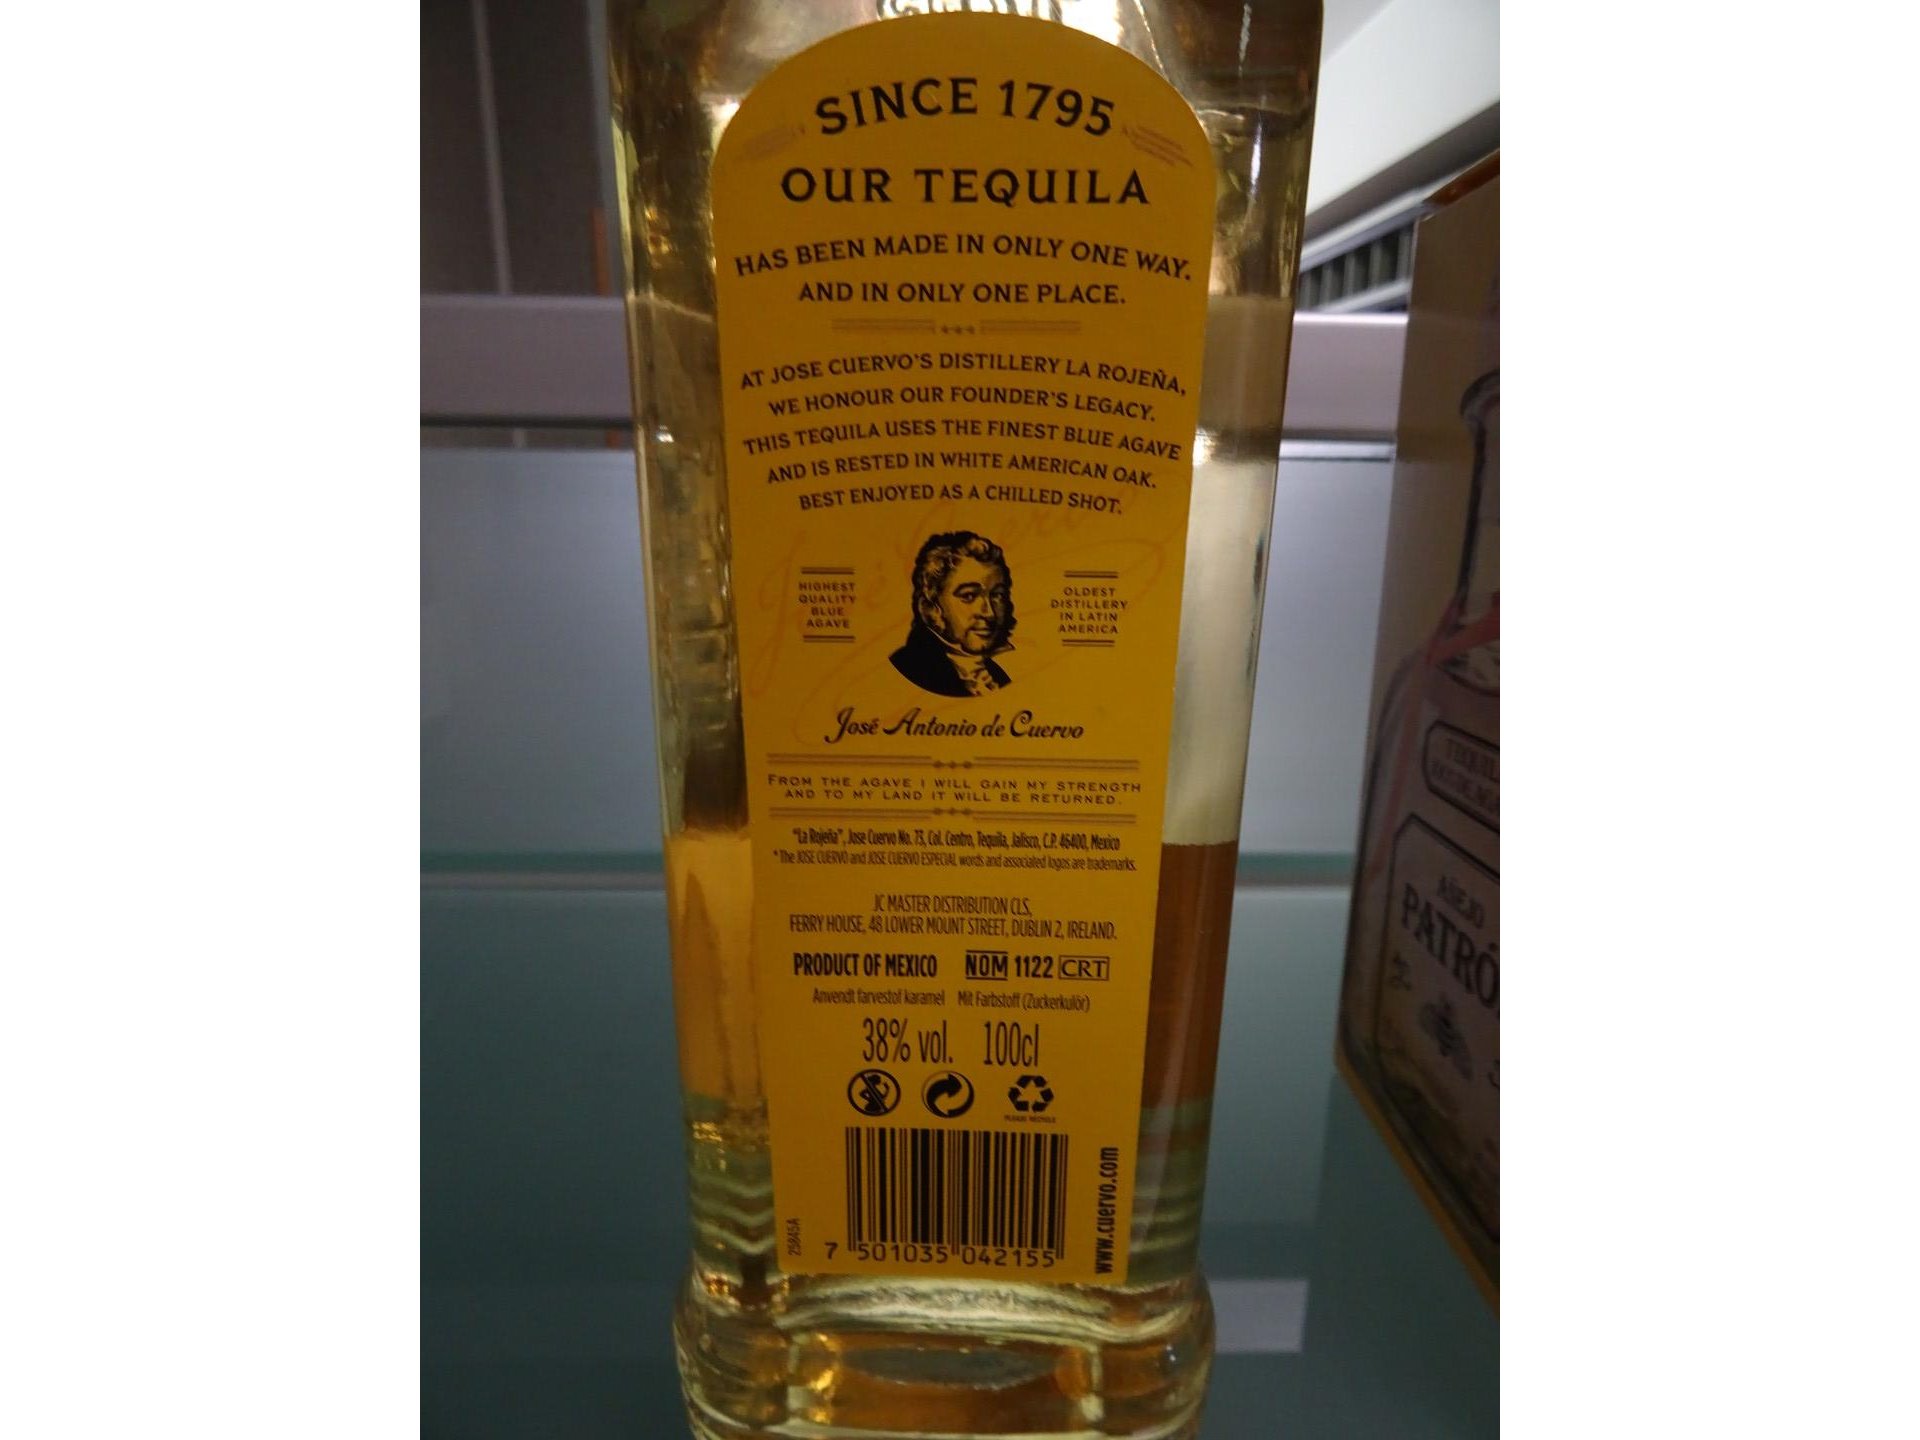 SINCE 1795
OUR TEQUILA
HAS BEEN MADE IN ONLY ONE WAY.
AND IN ONLY ONE PLACE.
AT JOSE CUERVO'S DISTILLERY LA ROJEÑA,
WE HONOUR OUR FOUNDER'S LEGACY.
THIS TEQUILA USES THE FINEST BLUE AGAVE
AND IS RESTED IN WHITE AMERICAN OAK.
BEST ENJOYED AS A CHILLED SHOT.
HIGHEST
QUALITY
BLUE
AGAVE
OLDEST
DISTILLERY
IN LATIN
AMERICA
José Antonio de Cuervo
FROM THE AGAVE I WILL GAIN MY STRENGTH
AND TO MY LAND IT WILL BE RETURNED.
"La Rojeña", Jose Cuervo No. 73, Col. Centro, Tequila, Jalisco, C.P. 46400, Mexico
* The JOSE CUERVO and JOSE CUERVO ESPECIAL words and associated logos are trademarks.
JC MASTER DISTRIBUTION CLS,
FERRY HOUSE, 48 LOWER MOUNT STREET, DUBLIN 2, IRELAND.
PRODUCT OF MEXICO NOM 1122 CRT
Anvendt farvestof karamel Mit Farbstoff (Zuckerkulör)
38% vol. 100cl
PLEASE RECYCLE
www.cuervo.com
25945A
7 501035 042155
TEQUILA
AÑEJO
PATRÓ